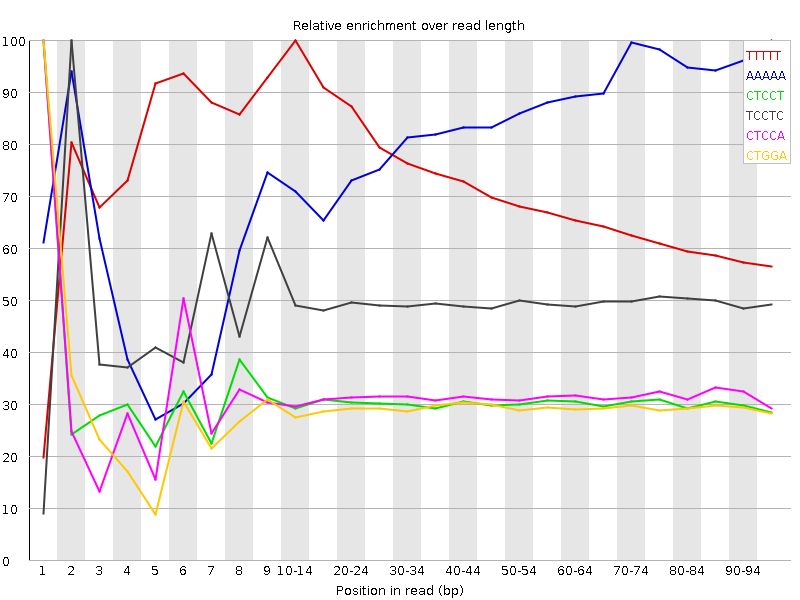 Relative enrichment over read length
100
90
80
70
60
50
40
30
20
10
0
TTTTT
AAAAA
CTCCT
TCCTC
CTCCA
CTGGA
1 2 3 4 5 6 7 8 9 10-14 20-24 30-34 40-44 50-54 60-64 70-74 80-84 90-94
Position in read (bp)